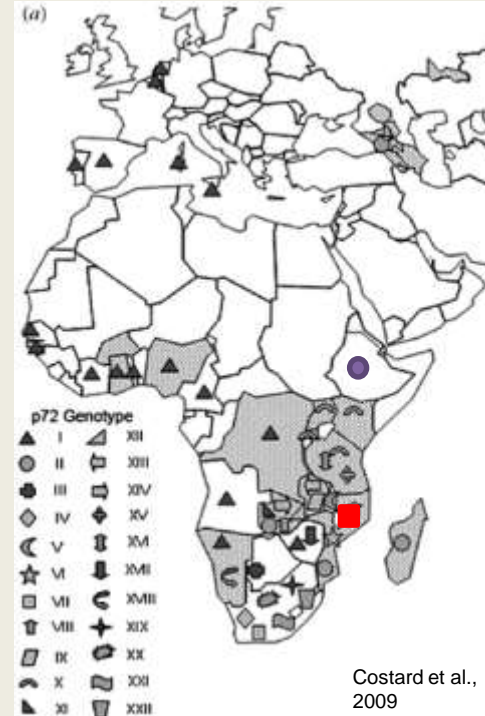 (a)
p72 Genotype
I XII
II XIII
III XIV
IV XV
V XVI
VI XVII
VII XVIII
VIII XIX
IX XX
X XXI
XI XXII
Costard et al.,
2009